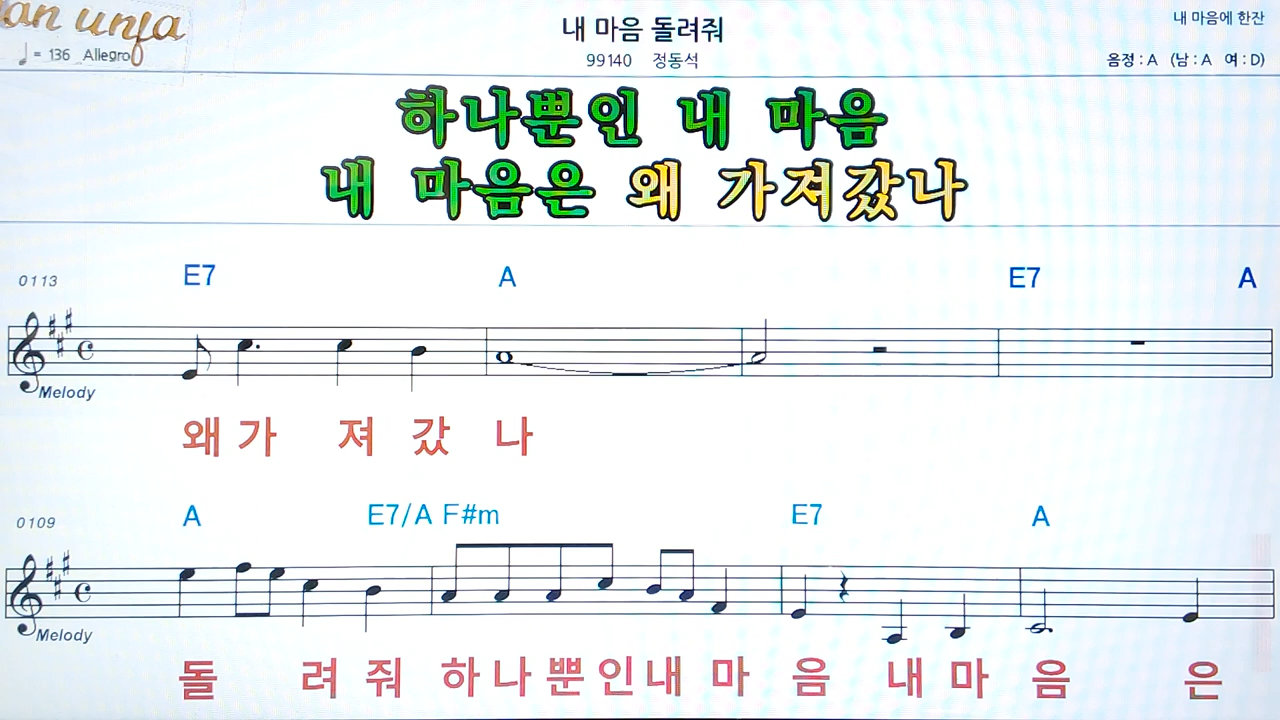 an unfa
♩ = 136 Allegro
내 마음 돌려줘
99140 정동석
내 마음에 한잔
음정 : A (남 : A 여 : D)
하나뿐인 내 마음
내 마음은 왜 가져갔나
0113 E7 A E7 A
Melody
왜 가 져 갔 나
0109 A E7/A F#m E7 A
Melody
돌 려 줘 하 나 뿐 인 내 마 음 내 마 음 은